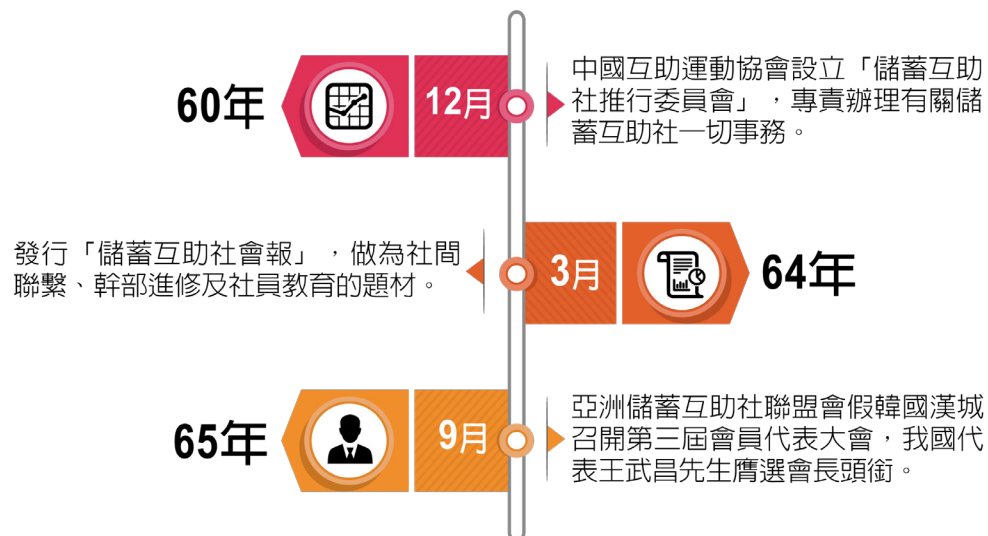 60年
12月
中國互助運動協會設立「儲蓄互助
社推行委員會」，專責辦理有關儲
蓄互助社一切事務。
發行「儲蓄互助社會報」，做為社間
聯繫、幹部進修及社員教育的題材。
3月
64年
65年
9月
亞洲儲蓄互助社聯盟會假韓國漢城
召開第三屆會員代表大會，我國代
表王武昌先生膺選會長頭銜。